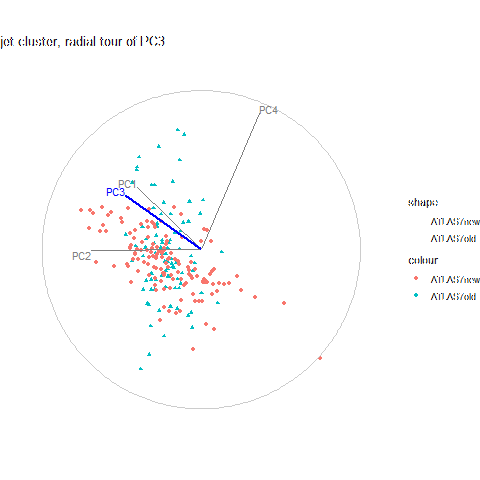 jet cluster, radial tour of PC3
PC4
PC1
PC3
PC2
shape
ATLAS7new
ATLAS7old
colour
ATLAS7new
ATLAS7old